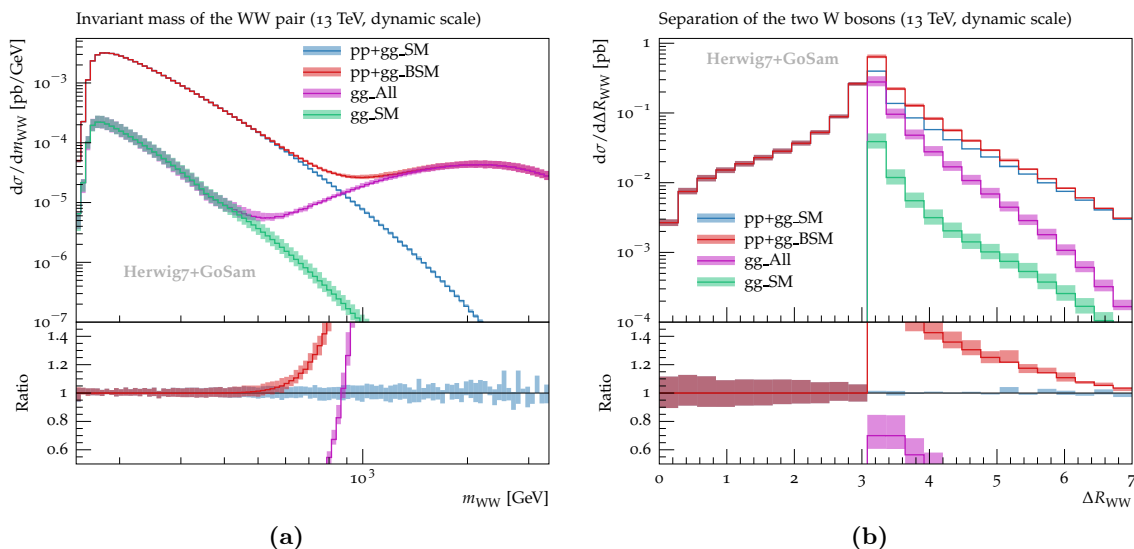 Invariant mass of the WW pair (13 TeV, dynamic scale)
dσ/dm_WW [pb/GeV]
10⁻³
10⁻⁴
10⁻⁵
10⁻⁶
10⁻⁷
pp+gg_SM
pp+gg_BSM
gg_All
gg_SM
Herwig7+GoSam
Ratio
1.4
1.2
1
0.8
0.6
10³
m_WW [GeV]
(a)
Separation of the two W bosons (13 TeV, dynamic scale)
dσ/dΔR_WW [pb]
1
10⁻¹
10⁻²
10⁻³
10⁻⁴
Herwig7+GoSam
pp+gg_SM
pp+gg_BSM
gg_All
gg_SM
Ratio
1.4
1.2
1
0.8
0.6
0 1 2 3 4 5 6 7
ΔR_WW
(b)